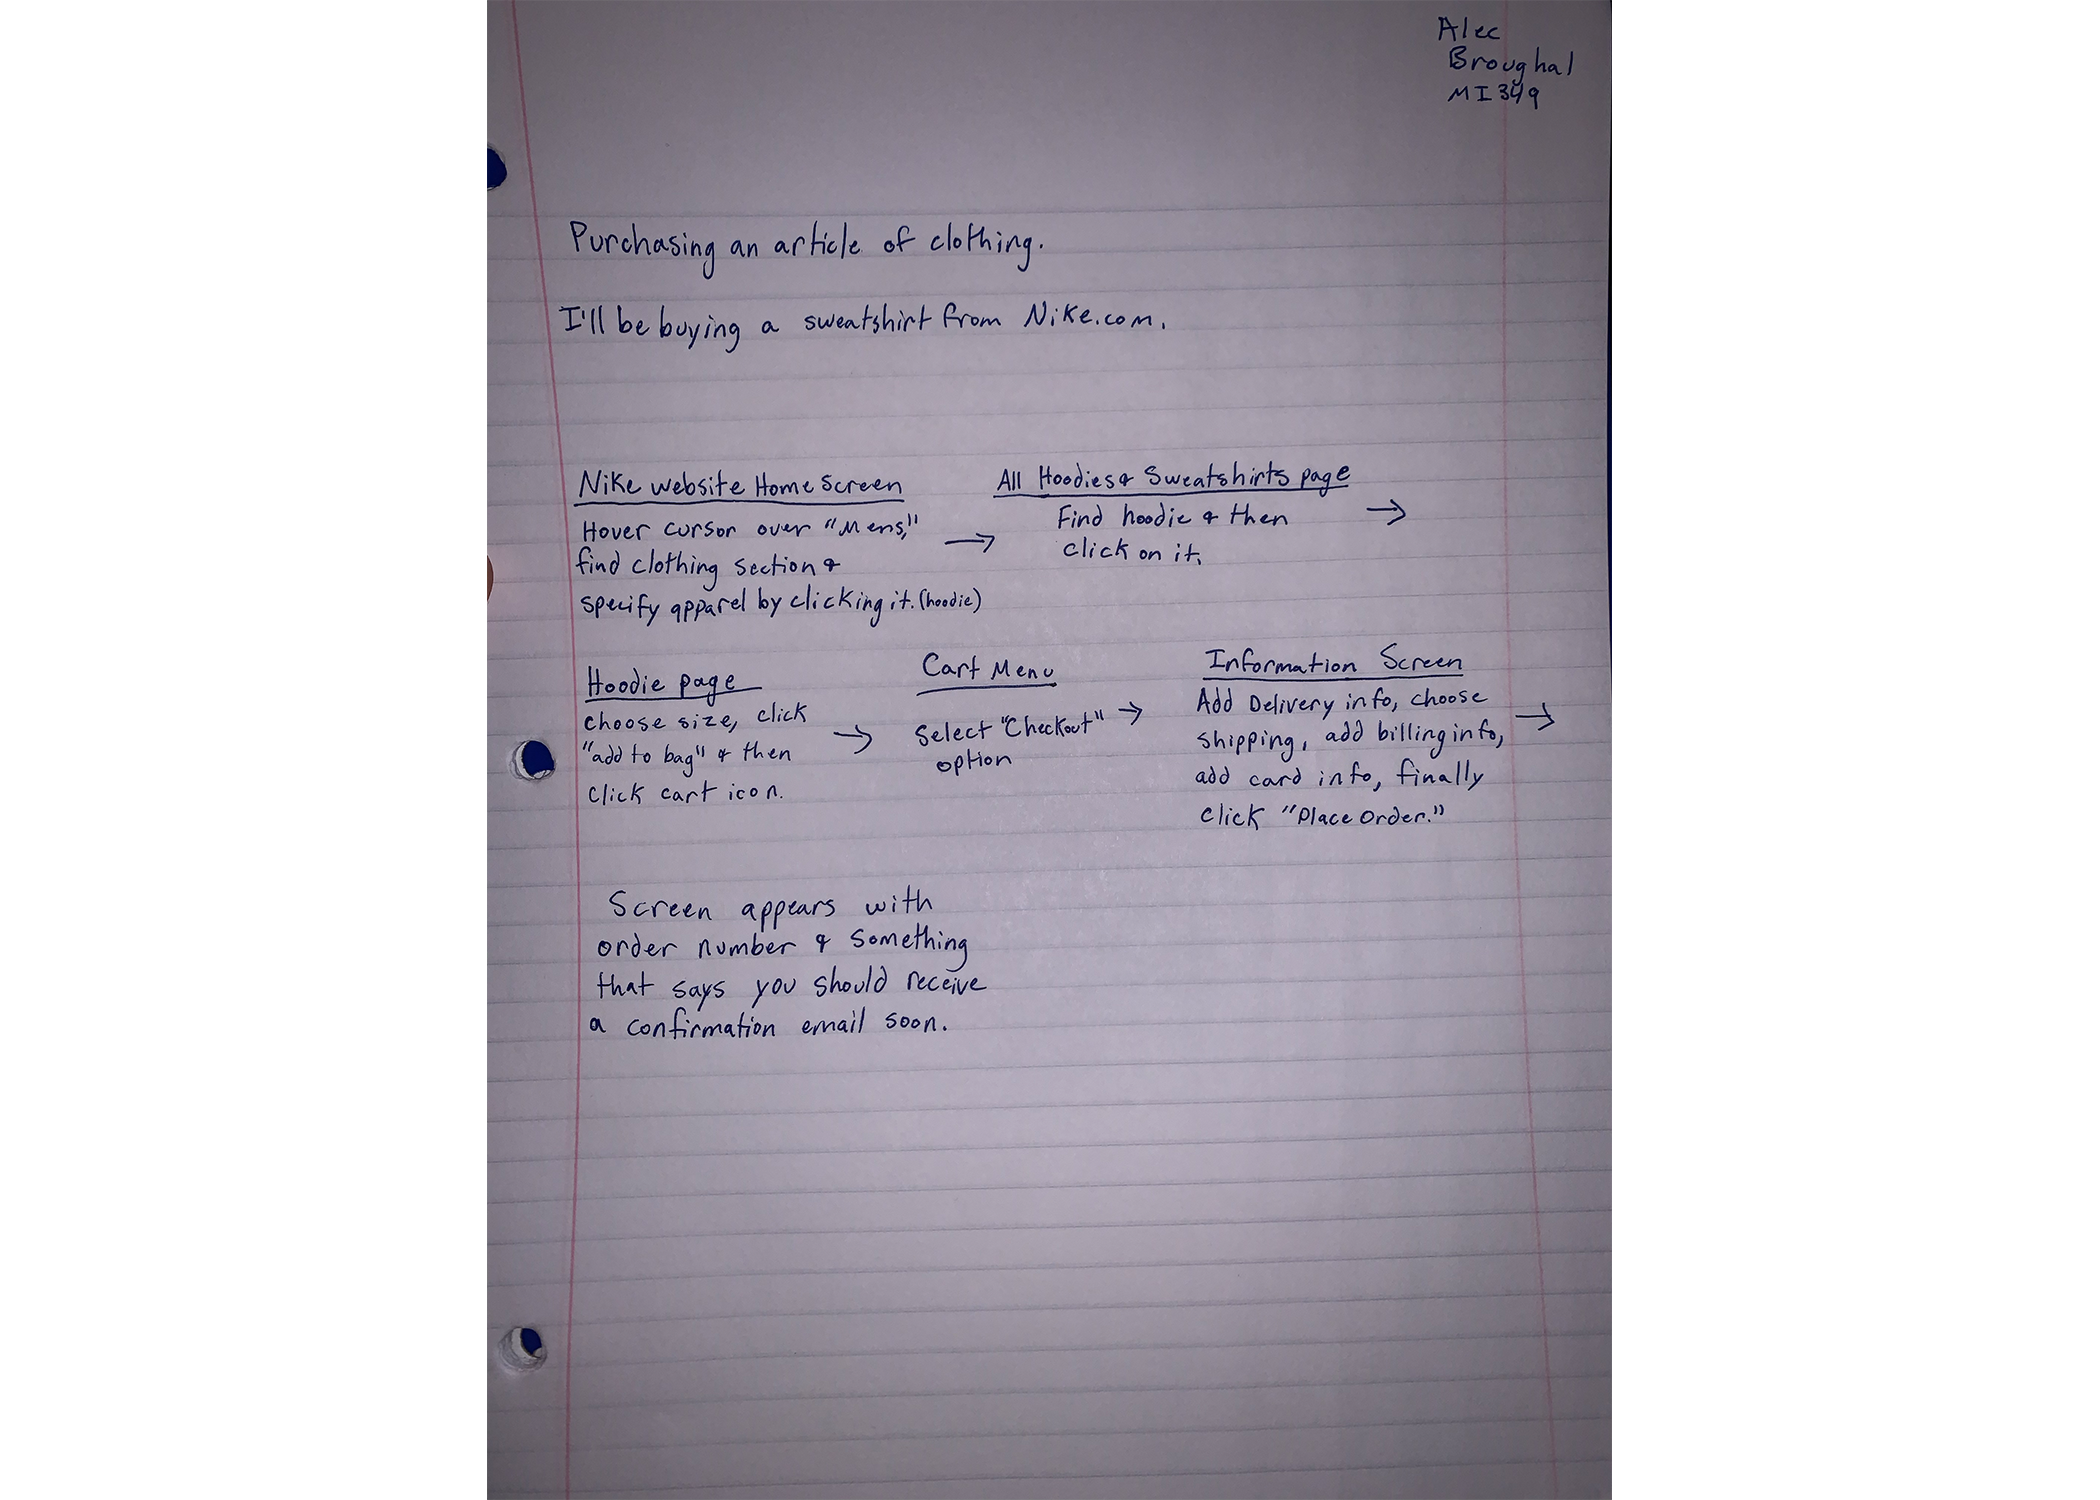 Alec
Broughal
MI 349
Purchasing an article of clothing.
I'll be buying a sweatshirt from Nike.com.
Nike website Home Screen
Hover cursor over "Mens,"
find clothing section &
specify apparel by clicking it. (hoodie)
All Hoodies & Sweatshirts page
Find hoodie & then
click on it.
Hoodie page
choose size, click
"add to bag" & then
click cart icon.
Cart Menu
Select "Checkout"
option
Information Screen
Add Delivery info, choose
shipping, add billing info,
add card info, finally
click "Place Order."
Screen appears with
order number & something
that says you should receive
a confirmation email soon.